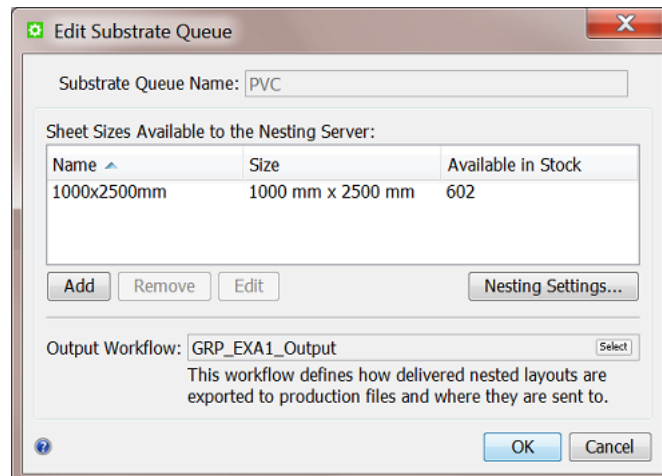 Edit Substrate Queue
X
Substrate Queue Name: PVC
Sheet Sizes Available to the Nesting Server:
Name Size Available in Stock
1000x2500mm 1000 mm x 2500 mm 602
Add Remove Edit Nesting Settings...
Output Workflow: GRP_EXA1_Output Select
This workflow defines how delivered nested layouts are
exported to production files and where they are sent to.
? OK Cancel